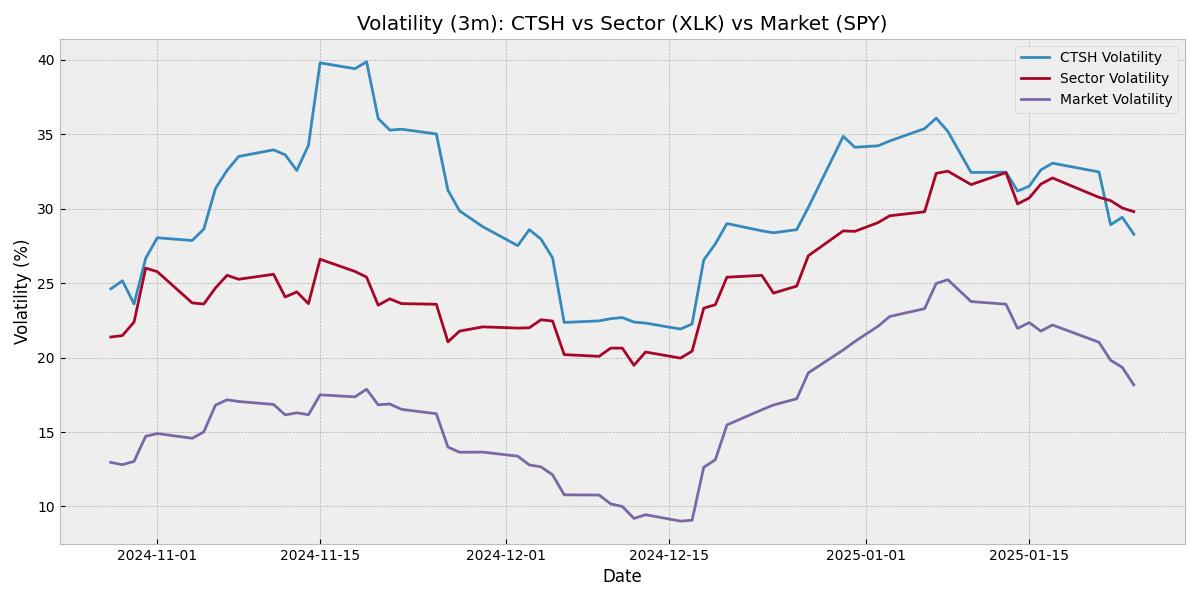 Volatility (3m): CTSH vs Sector (XLK) vs Market (SPY)
CTSH Volatility
Sector Volatility
Market Volatility
Volatility (%)
40
35
30
25
20
15
10
2024-11-01
2024-11-15
2024-12-01
2024-12-15
2025-01-01
2025-01-15
Date